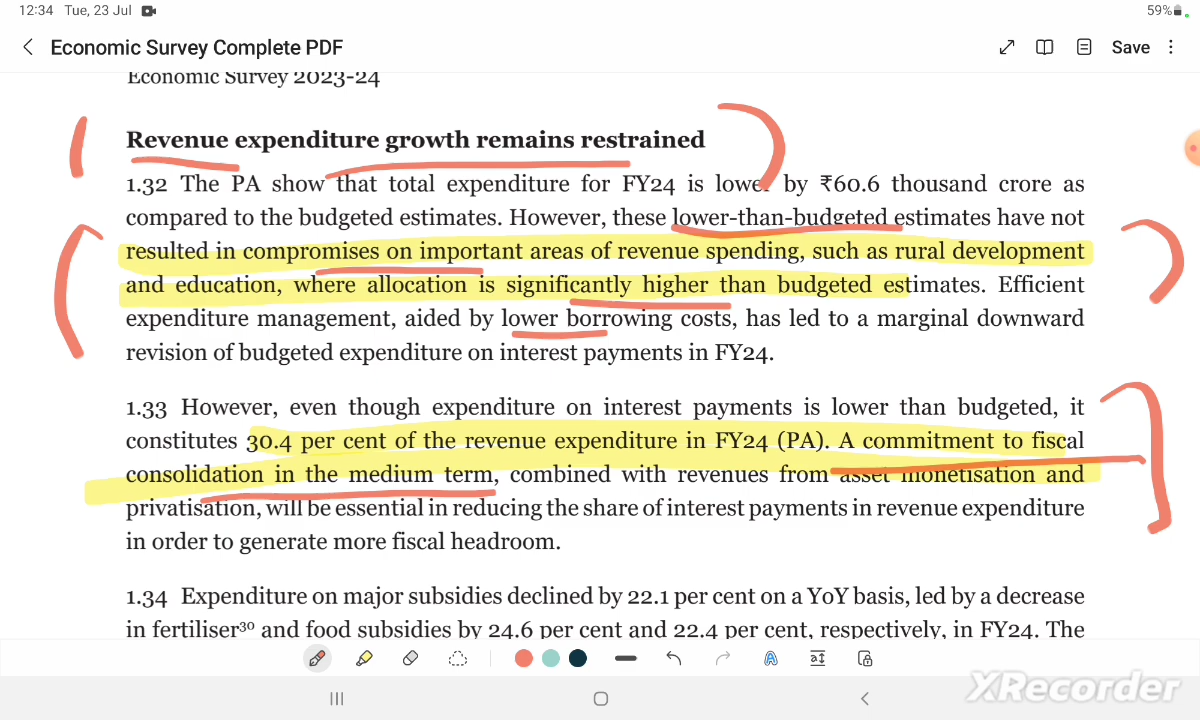 12:34 Tue, 23 Jul
59%
Economic Survey Complete PDF
Save
Economic Survey 2023-24
Revenue expenditure growth remains restrained
1.32 The PA show that total expenditure for FY24 is lower by ₹60.6 thousand crore as
compared to the budgeted estimates. However, these lower-than-budgeted estimates have not
resulted in compromises on important areas of revenue spending, such as rural development
and education, where allocation is significantly higher than budgeted estimates. Efficient
expenditure management, aided by lower borrowing costs, has led to a marginal downward
revision of budgeted expenditure on interest payments in FY24.
1.33 However, even though expenditure on interest payments is lower than budgeted, it
constitutes 30.4 per cent of the revenue expenditure in FY24 (PA). A commitment to fiscal
consolidation in the medium term, combined with revenues from asset monetisation and
privatisation, will be essential in reducing the share of interest payments in revenue expenditure
in order to generate more fiscal headroom.
1.34 Expenditure on major subsidies declined by 22.1 per cent on a YoY basis, led by a decrease
in fertiliser³⁰ and food subsidies by 24.6 per cent and 22.4 per cent, respectively, in FY24. The
XRecorder